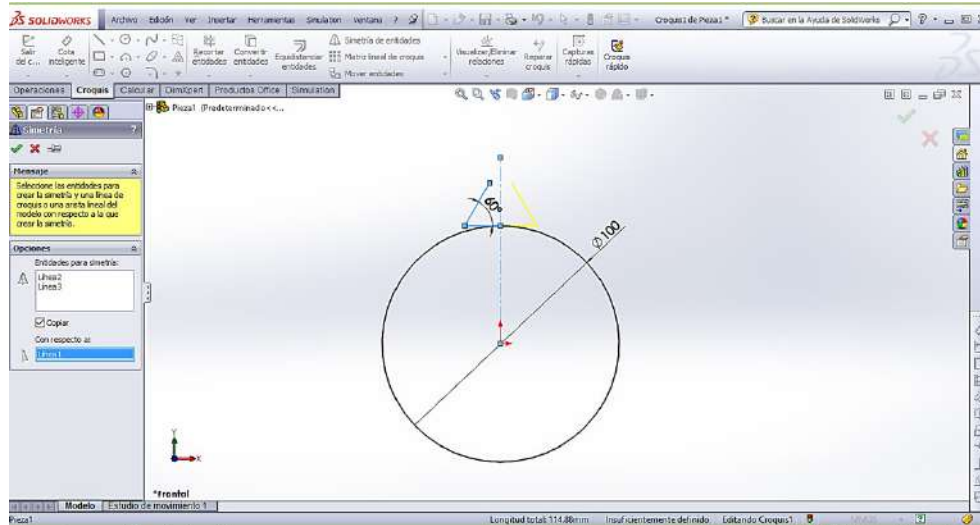 SOLIDWORKS Archivo Edición Ver Insertar Herramientas Simulation Ventana ? Croquis1 de Pieza1 * Buscar en la Ayuda de SolidWorks
Salir del c... Cota inteligente Recortar entidades Convertir entidades Equidistanciar entidades Simetría de entidades Matriz lineal de croquis Mover entidades Visualizar/Eliminar relaciones Reparar croquis Capturas rápidas Croquis rápido
Operaciones Croquis Calcular DimXpert Productos Office Simulation
Pieza1 (Predeterminado<<...
Simetría ?
Mensaje
Seleccione las entidades para
crear la simetría y una línea de
croquis o una arista lineal del
modelo con respecto a la que
crear la simetría.
Opciones
Entidades para simetría:
Línea2
Línea3
Copiar
Con respecto a:
Línea1
60°
Ø100
Y
X
*Frontal
Modelo Estudio de movimiento 1
Pieza1 Longitud total: 114.88mm Insuficientemente definido Editando Croquis1